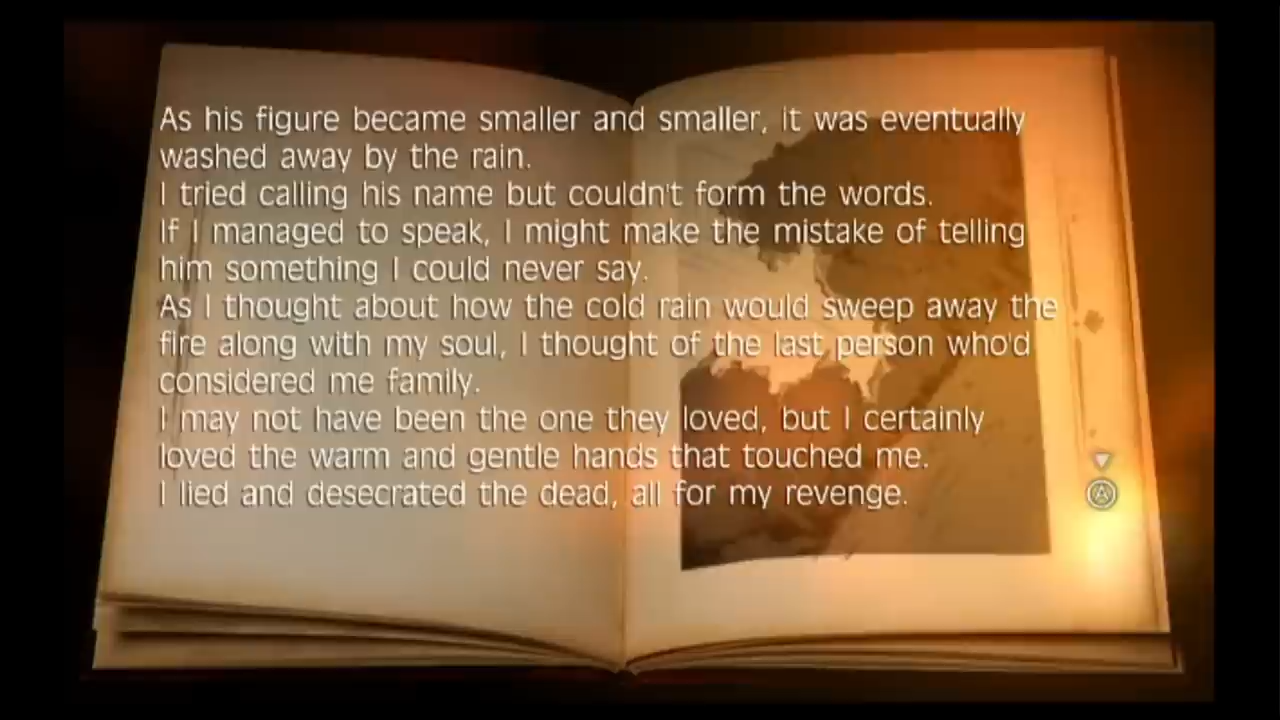 As his figure became smaller and smaller, it was eventually
washed away by the rain.
I tried calling his name but couldn't form the words.
If I managed to speak, I might make the mistake of telling
him something I could never say.
As I thought about how the cold rain would sweep away the
fire along with my soul, I thought of the last person who'd
considered me family.
I may not have been the one they loved, but I certainly
loved the warm and gentle hands that touched me.
I lied and desecrated the dead, all for my revenge.
A